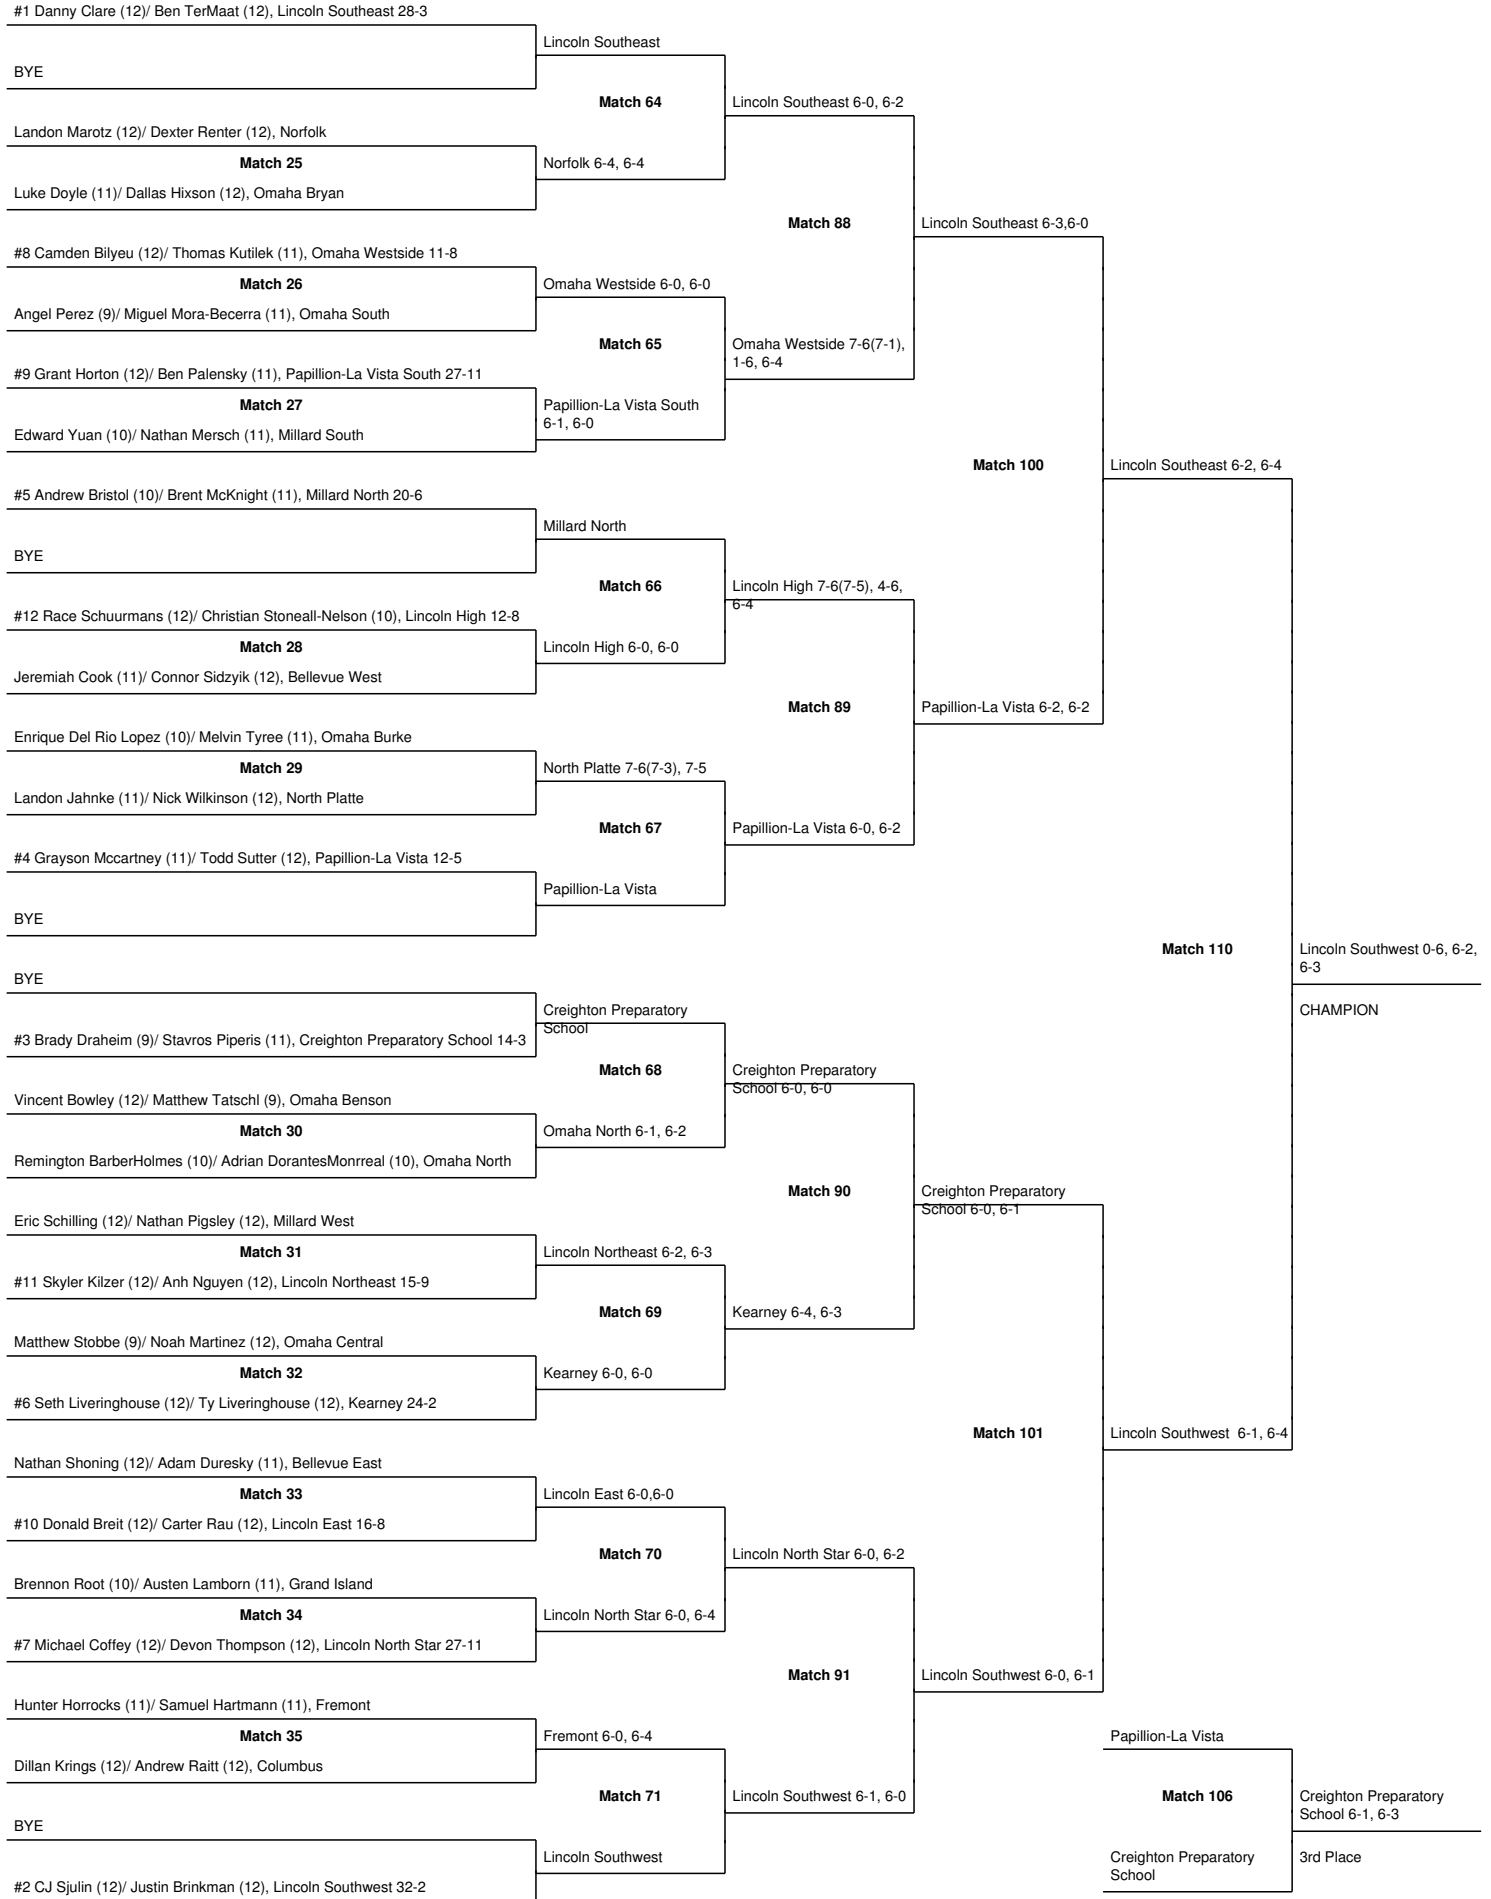 #1 Danny Clare (12)/ Ben TerMaat (12), Lincoln Southeast 28-3
Lincoln Southeast
BYE
Match 64
Lincoln Southeast 6-0, 6-2
Landon Marotz (12)/ Dexter Renter (12), Norfolk
Match 25
Norfolk 6-4, 6-4
Luke Doyle (11)/ Dallas Hixson (12), Omaha Bryan
Match 88
Lincoln Southeast 6-3,6-0
#8 Camden Bilyeu (12)/ Thomas Kutilek (11), Omaha Westside 11-8
Match 26
Omaha Westside 6-0, 6-0
Angel Perez (9)/ Miguel Mora-Becerra (11), Omaha South
Match 65
Omaha Westside 7-6(7-1),
1-6, 6-4
#9 Grant Horton (12)/ Ben Palensky (11), Papillion-La Vista South 27-11
Match 27
Papillion-La Vista South
6-1, 6-0
Edward Yuan (10)/ Nathan Mersch (11), Millard South
Match 100
Lincoln Southeast 6-2, 6-4
#5 Andrew Bristol (10)/ Brent McKnight (11), Millard North 20-6
Millard North
BYE
Match 66
Lincoln High 7-6(7-5), 4-6,
6-4
#12 Race Schuurmans (12)/ Christian Stoneall-Nelson (10), Lincoln High 12-8
Match 28
Lincoln High 6-0, 6-0
Jeremiah Cook (11)/ Connor Sidzyik (12), Bellevue West
Match 89
Papillion-La Vista 6-2, 6-2
Enrique Del Rio Lopez (10)/ Melvin Tyree (11), Omaha Burke
Match 29
North Platte 7-6(7-3), 7-5
Landon Jahnke (11)/ Nick Wilkinson (12), North Platte
Match 67
Papillion-La Vista 6-0, 6-2
#4 Grayson Mccartney (11)/ Todd Sutter (12), Papillion-La Vista 12-5
Papillion-La Vista
BYE
Match 110
Lincoln Southwest 0-6, 6-2,
6-3
CHAMPION
BYE
Creighton Preparatory
School
#3 Brady Draheim (9)/ Stavros Piperis (11), Creighton Preparatory School 14-3
Match 68
Creighton Preparatory
School 6-0, 6-0
Vincent Bowley (12)/ Matthew Tatschl (9), Omaha Benson
Match 30
Omaha North 6-1, 6-2
Remington BarberHolmes (10)/ Adrian DorantesMonrreal (10), Omaha North
Match 90
Creighton Preparatory
School 6-0, 6-1
Eric Schilling (12)/ Nathan Pigsley (12), Millard West
Match 31
Lincoln Northeast 6-2, 6-3
#11 Skyler Kilzer (12)/ Anh Nguyen (12), Lincoln Northeast 15-9
Match 69
Kearney 6-4, 6-3
Matthew Stobbe (9)/ Noah Martinez (12), Omaha Central
Match 32
Kearney 6-0, 6-0
#6 Seth Liveringhouse (12)/ Ty Liveringhouse (12), Kearney 24-2
Match 101
Lincoln Southwest  6-1, 6-4
Nathan Shoning (12)/ Adam Duresky (11), Bellevue East
Match 33
Lincoln East 6-0,6-0
#10 Donald Breit (12)/ Carter Rau (12), Lincoln East 16-8
Match 70
Lincoln North Star 6-0, 6-2
Brennon Root (10)/ Austen Lamborn (11), Grand Island
Match 34
Lincoln North Star 6-0, 6-4
#7 Michael Coffey (12)/ Devon Thompson (12), Lincoln North Star 27-11
Match 91
Lincoln Southwest 6-0, 6-1
Hunter Horrocks (11)/ Samuel Hartmann (11), Fremont
Match 35
Fremont 6-0, 6-4
Dillan Krings (12)/ Andrew Raitt (12), Columbus
Match 71
Lincoln Southwest 6-1, 6-0
BYE
Lincoln Southwest
#2 CJ Sjulin (12)/ Justin Brinkman (12), Lincoln Southwest 32-2
Papillion-La Vista
Match 106
Creighton Preparatory
School 6-1, 6-3
Creighton Preparatory
School
3rd Place